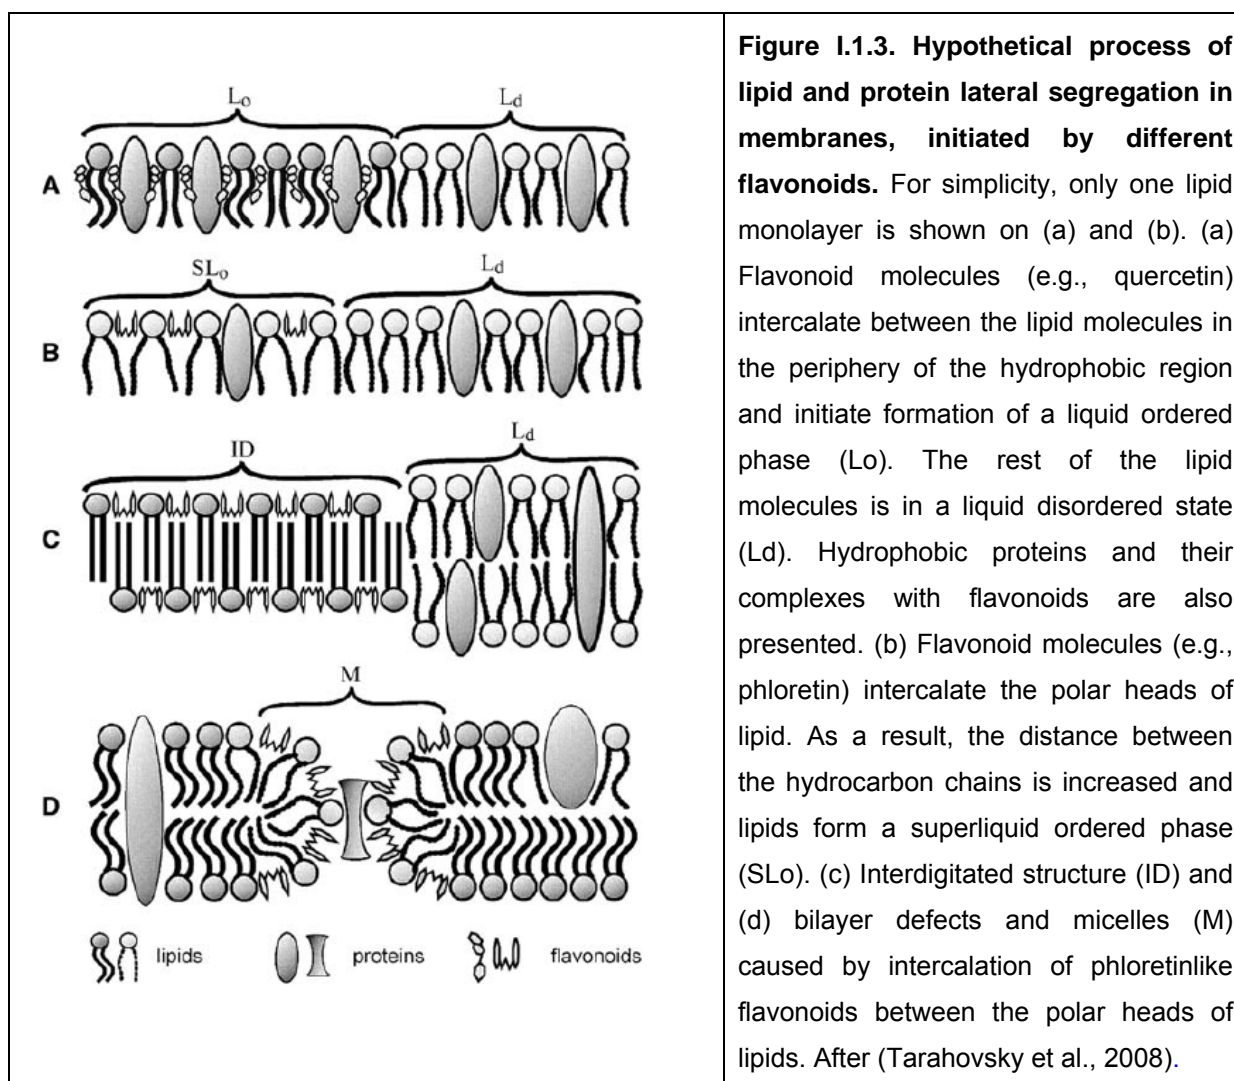 Lo
Ld
A
SLo
Ld
B
ID
Ld
C
M
D
lipids
proteins
flavonoids
Figure I.1.3. Hypothetical process of
lipid and protein lateral segregation in
membranes, initiated by different
flavonoids. For simplicity, only one lipid
monolayer is shown on (a) and (b). (a)
Flavonoid molecules (e.g., quercetin)
intercalate between the lipid molecules in
the periphery of the hydrophobic region
and initiate formation of a liquid ordered
phase (Lo). The rest of the lipid
molecules is in a liquid disordered state
(Ld). Hydrophobic proteins and their
complexes with flavonoids are also
presented. (b) Flavonoid molecules (e.g.,
phloretin) intercalate the polar heads of
lipid. As a result, the distance between
the hydrocarbon chains is increased and
lipids form a superliquid ordered phase
(SLo). (c) Interdigitated structure (ID) and
(d) bilayer defects and micelles (M)
caused by intercalation of phloretinlike
flavonoids between the polar heads of
lipids. After (Tarahovsky et al., 2008).